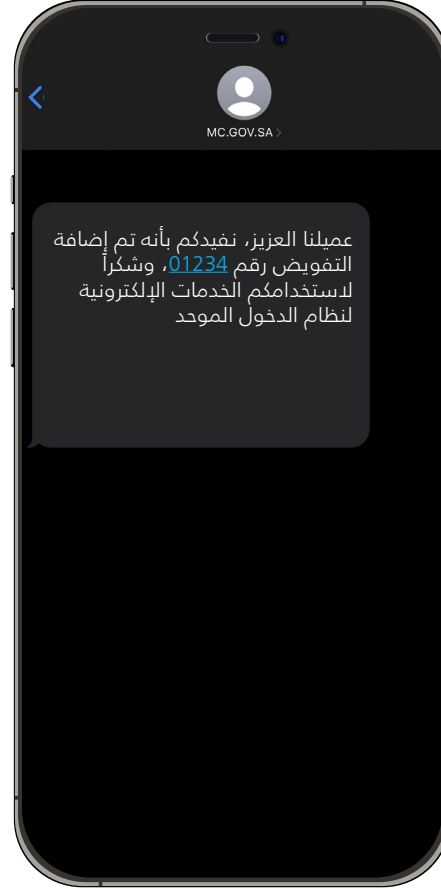 MC.GOV.SA >
عميلنا العزيز، نفيدكم بأنه تم إضافة
التفويض رقم 01234، وشكراً
لاستخدامكم الخدمات الإلكترونية
لنظام الدخول الموحد